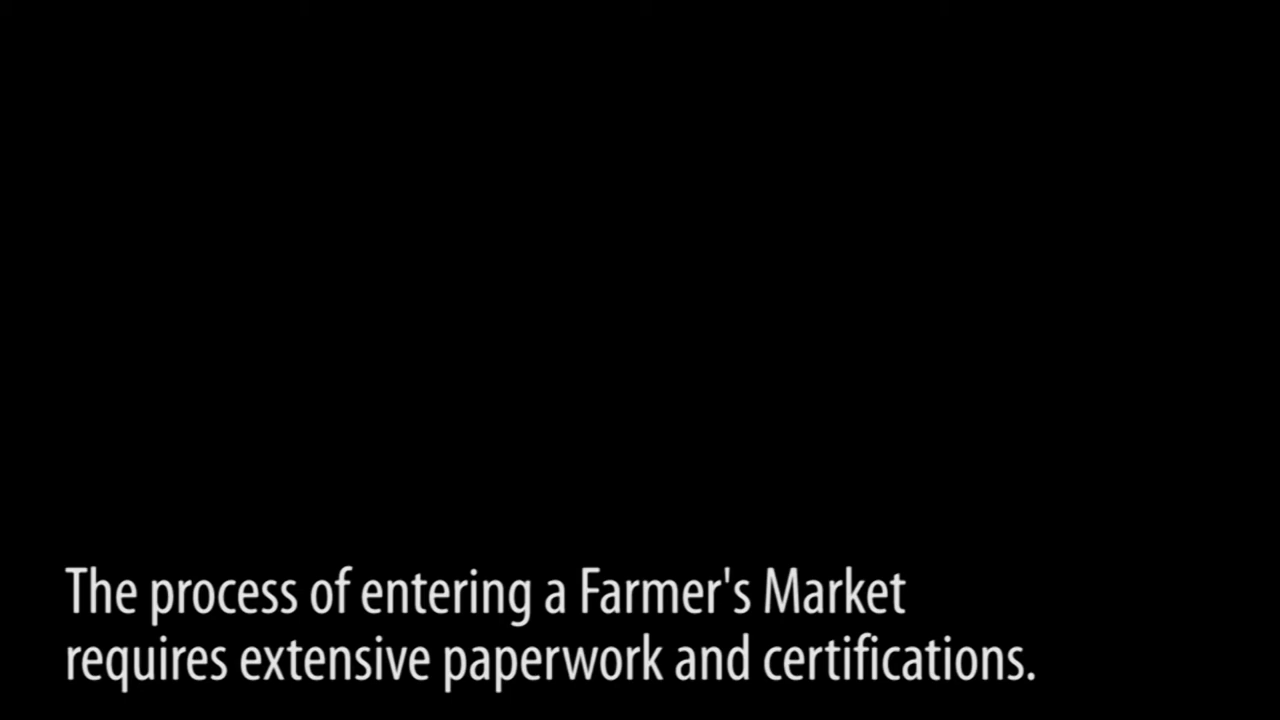 The process of entering a Farmer's Market
requires extensive paperwork and certifications.